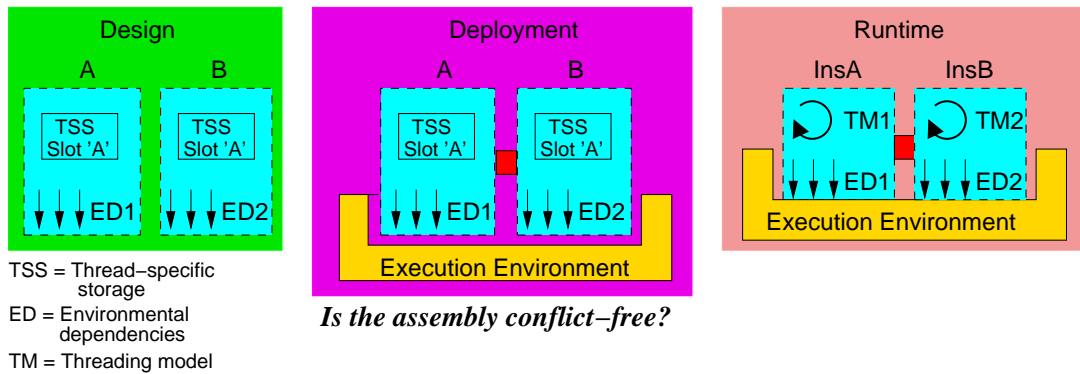 Design
A B
TSS
Slot 'A'
TSS
Slot 'A'
ED1
ED2
TSS = Thread–specific
storage
ED = Environmental
dependencies
TM = Threading model
Deployment
A B
TSS
Slot 'A'
TSS
Slot 'A'
ED1
ED2
Execution Environment
Is the assembly conflict–free?
Runtime
InsA InsB
TM1
TM2
ED1
ED2
Execution Environment